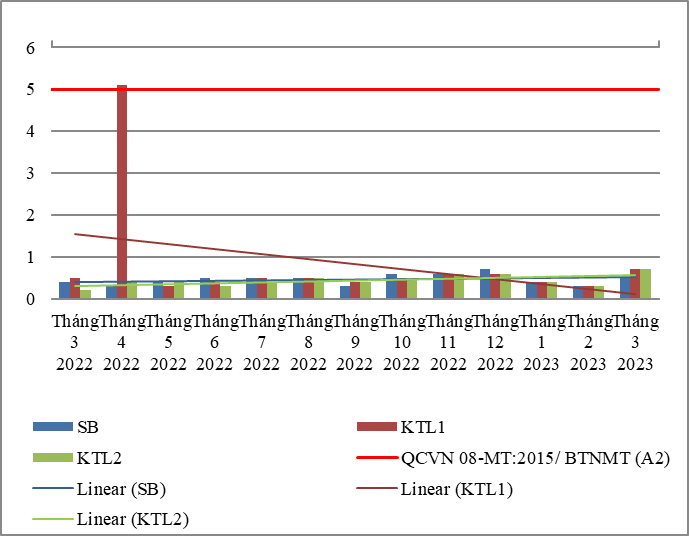 6
5
4
3
2
1
0
Tháng Tháng Tháng Tháng Tháng Tháng Tháng Tháng Tháng Tháng Tháng Tháng Tháng
3 4 5 6 7 8 9 10 11 12 1 2 3
2022 2022 2022 2022 2022 2022 2022 2022 2022 2022 2023 2023 2023
SB KTL1
KTL2 QCVN 08-MT:2015/ BTNMT (A2)
Linear (SB) Linear (KTL1)
Linear (KTL2)